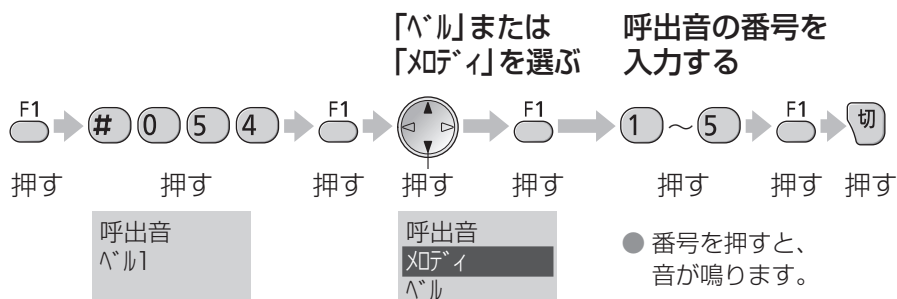 「ﾍﾞﾙ」または
「ﾒﾛﾃﾞｨ」を選ぶ
呼出音の番号を
入力する
F1 # 0 5 4 F1 F1 1 ～ 5 F1 切
押す 押す 押す 押す 押す 押す 押す 押す
呼出音
ﾍﾞﾙ1
呼出音
ﾒﾛﾃﾞｨ
ﾍﾞﾙ
● 番号を押すと、
音が鳴ります。